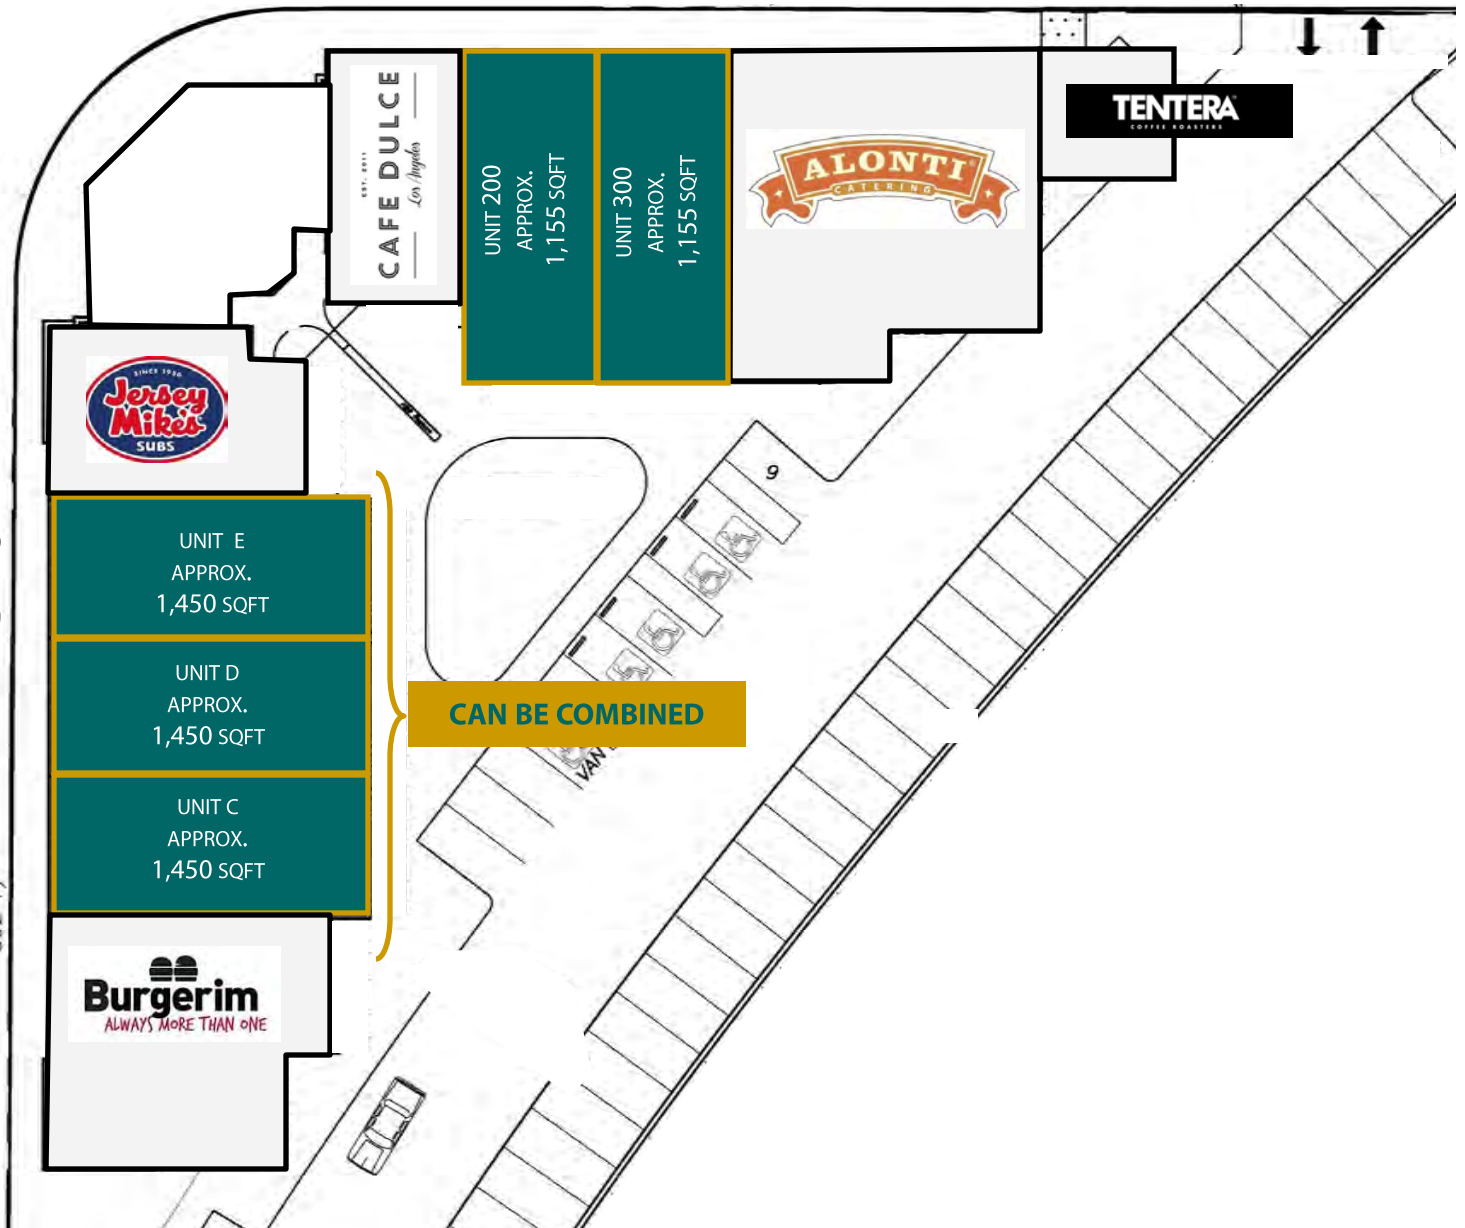 EST. 2011
CAFE DULCE
Los Angeles
UNIT 200
APPROX.
1,155 SQFT
UNIT 300
APPROX.
1,155 SQFT
ALONTI
CATERING
TENTERA
COFFEE ROASTERS
SINCE 1956
Jersey
Mike's
SUBS
9
UNIT E
APPROX.
1,450 SQFT
UNIT D
APPROX.
1,450 SQFT
CAN BE COMBINED
VAN
UNIT C
APPROX.
1,450 SQFT
Burgerim
ALWAYS MORE THAN ONE